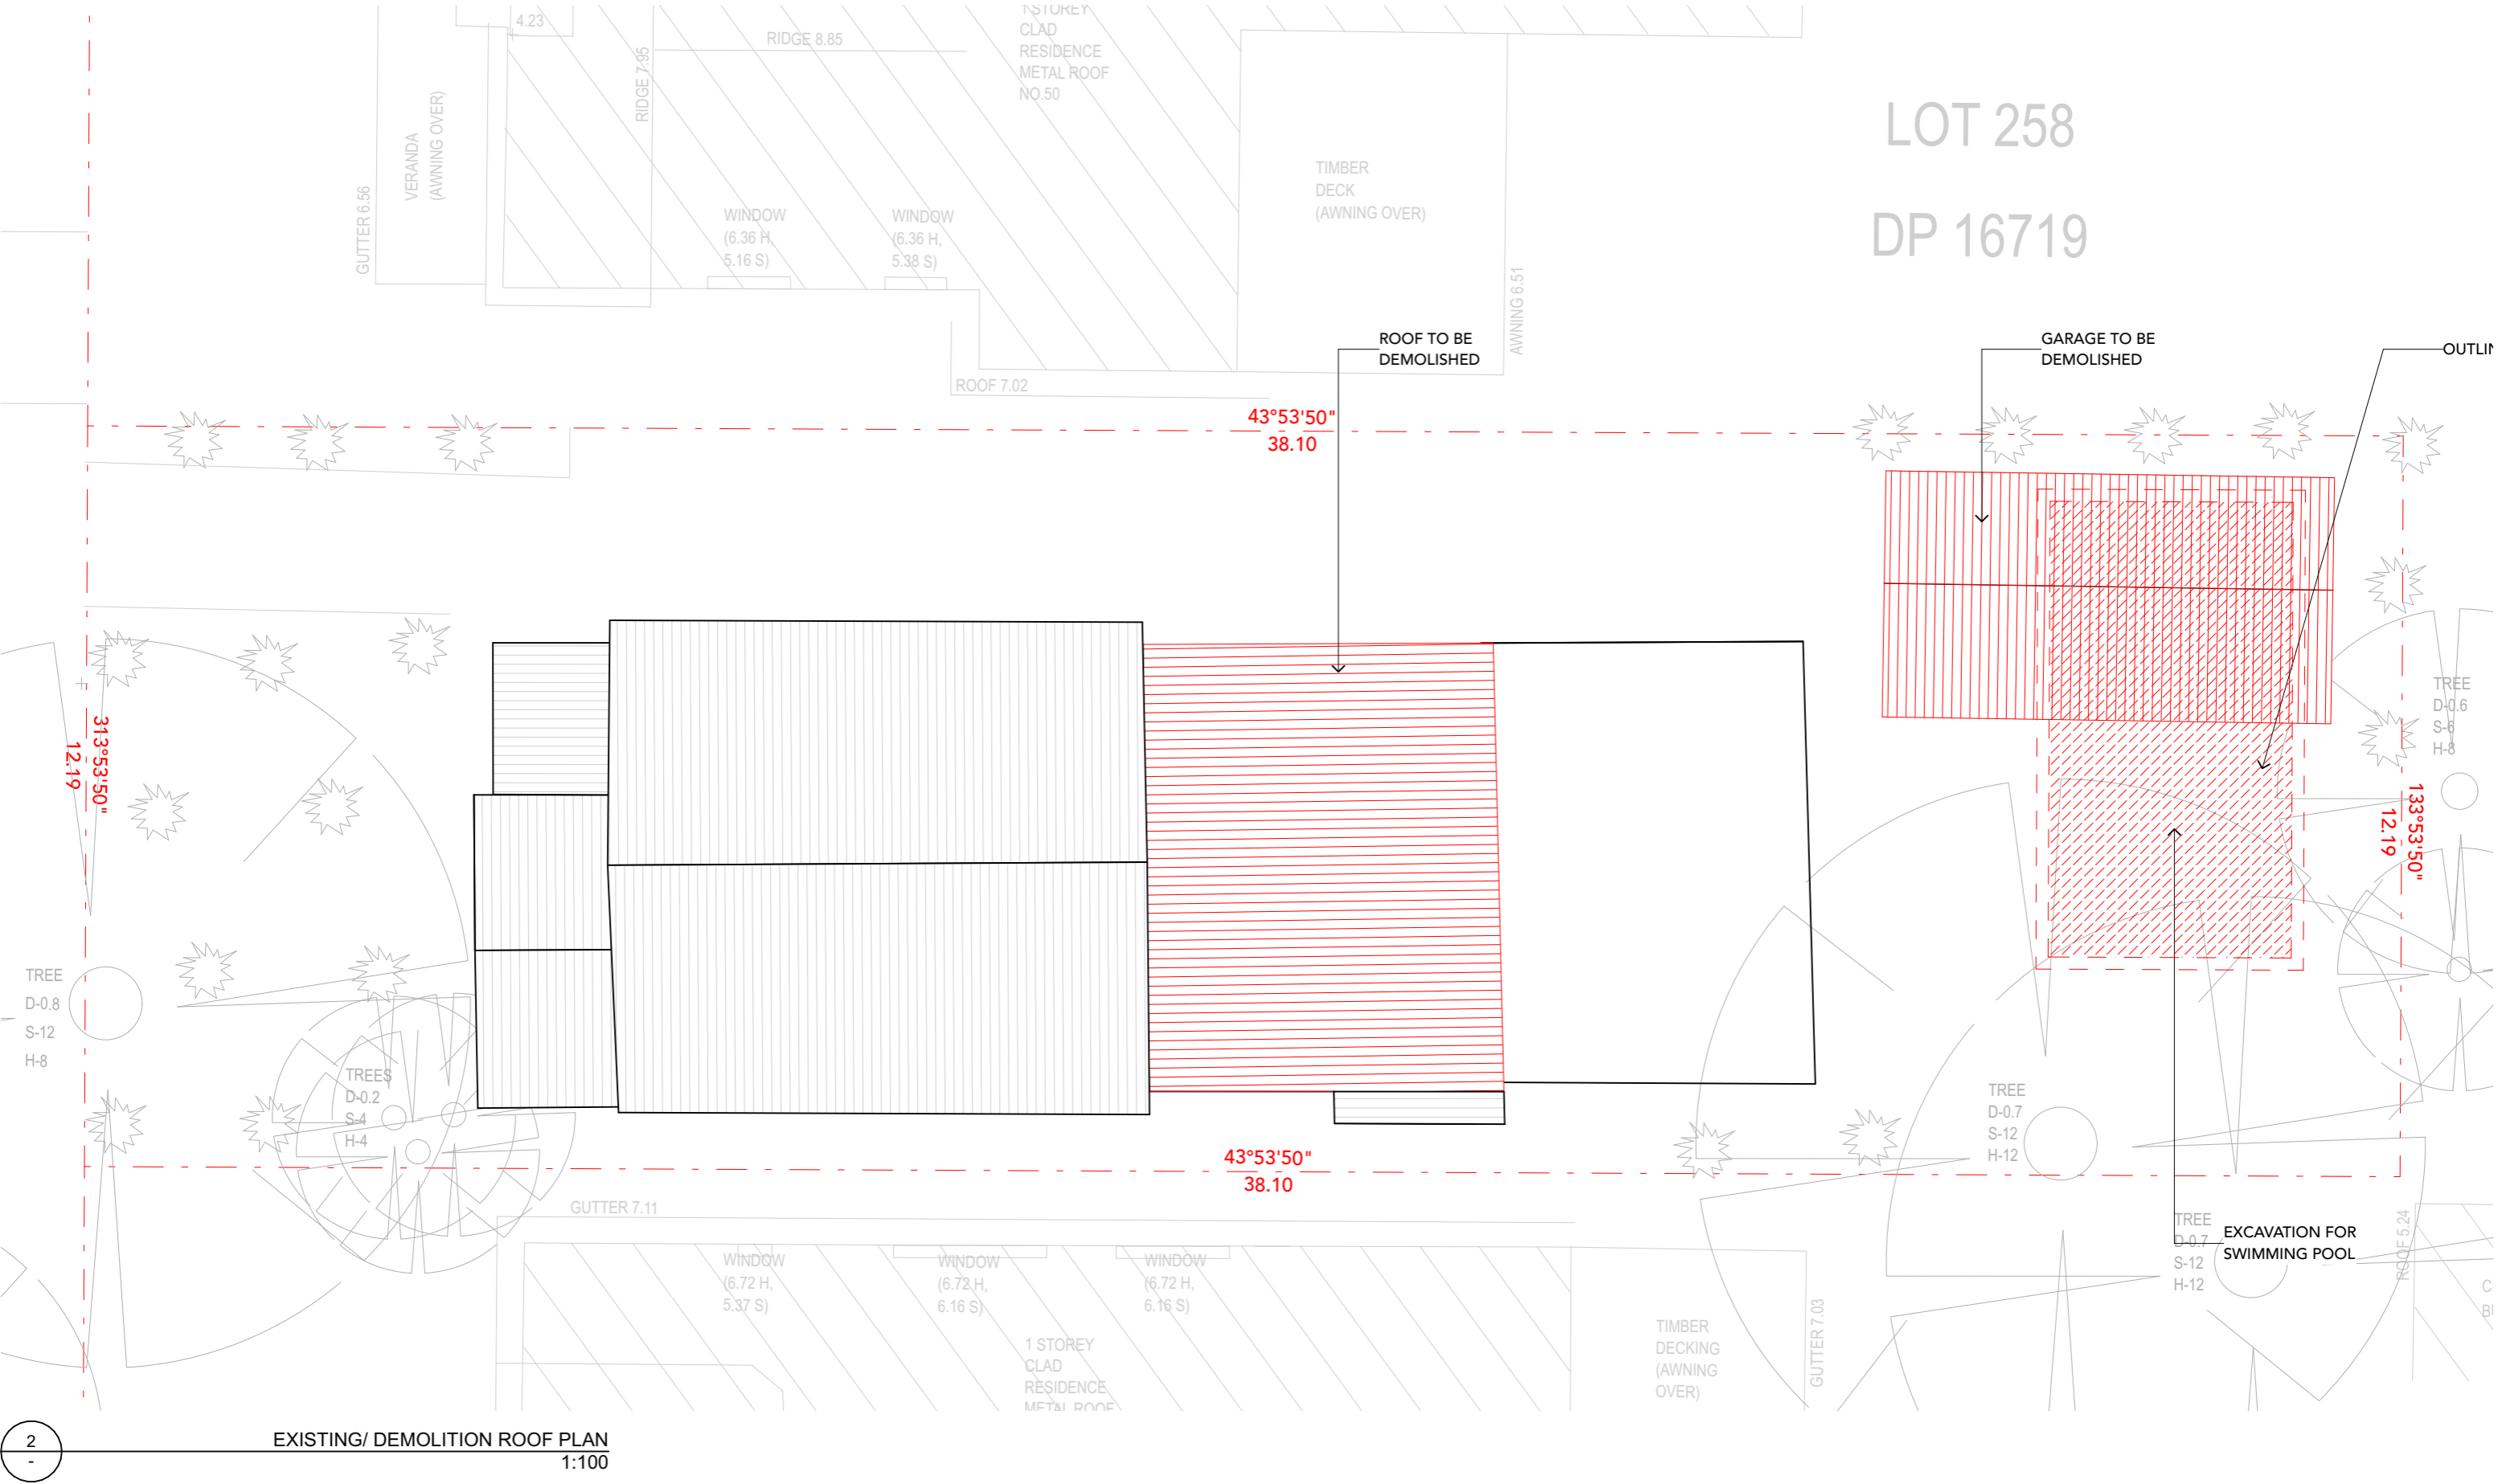 4.23
RIDGE 8.85
RIDGE 7.95
1 STOREY
CLAD
RESIDENCE
METAL ROOF
NO.50
VERANDA
(AWNING OVER)
GUTTER 6.56
WINDOW
(6.36 H,
5.16 S)
WINDOW
(6.36 H,
5.38 S)
TIMBER
DECK
(AWNING OVER)
AWNING 6.51
ROOF 7.02
LOT 258
DP 16719
ROOF TO BE
DEMOLISHED
GARAGE TO BE
DEMOLISHED
43°53'50"
38.10
313°53'50"
12.19
TREE
D-0.6
S-6
H-8
133°53'50"
12.19
TREE
D-0.8
S-12
H-8
TREES
D-0.2
S-4
H-4
TREE
D-0.7
S-12
H-12
43°53'50"
38.10
GUTTER 7.11
TREE
D-0.7
S-12
H-12
EXCAVATION FOR
SWIMMING POOL
ROOF 5.24
WINDOW
(6.72 H,
5.37 S)
WINDOW
(6.72 H,
6.16 S)
WINDOW
(6.72 H,
6.16 S)
1 STOREY
CLAD
RESIDENCE
METAL ROOF
TIMBER
DECKING
(AWNING
OVER)
GUTTER 7.03
2
-
EXISTING/ DEMOLITION ROOF PLAN
1:100